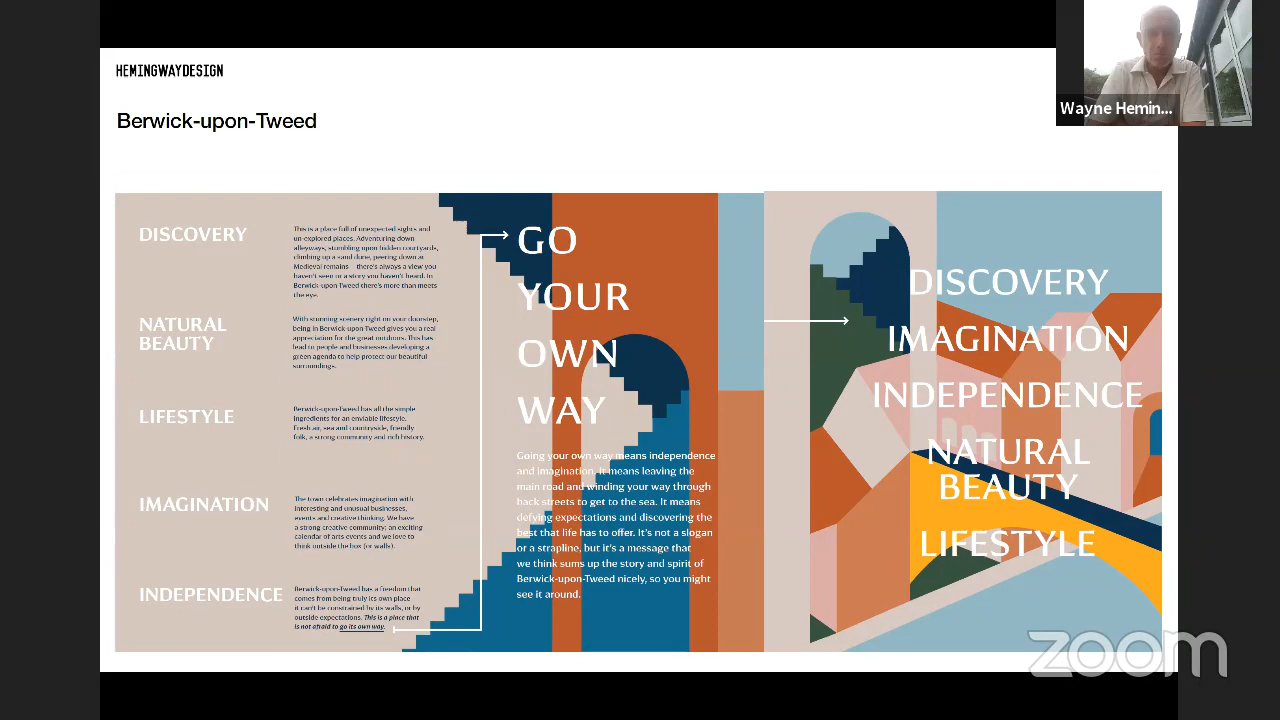 HEMINGWAYDESIGN
Wayne Hemin...
Berwick-upon-Tweed
DISCOVERY
This is a place full of unexpected sights and
un-explored places. Adventuring down
alleyways, stumbling upon hidden courtyards,
climbing up a sand dune, peering down at
Medieval remains – there's always a view you
haven't seen or a story you haven't heard. In
Berwick-upon-Tweed there's more than meets
the eye.
NATURAL
BEAUTY
With stunning scenery right on your doorstep,
being in Berwick-upon-Tweed gives you a real
appreciation for the great outdoors. This has
lead to people and businesses developing a
green agenda to help protect our beautiful
surroundings.
LIFESTYLE
Berwick-upon-Tweed has all the simple
ingredients for an enviable lifestyle.
Fresh air, sea and countryside, friendly
folk, a strong community and rich history.
IMAGINATION
The town celebrates imagination with
interesting and unusual businesses,
events and creative thinking. We have
a strong creative community; an exciting
calendar of arts events and we love to
think outside the box (or walls).
INDEPENDENCE
Berwick-upon-Tweed has a freedom that
comes from being truly its own place
it can't be constrained by its walls, or by
outside expectations. This is a place that
is not afraid to go its own way.
GO
YOUR
OWN
WAY
Going your own way means independence
and imagination. It means leaving the
main road and winding your way through
back streets to get to the sea. It means
defying expectations and discovering the
best that life has to offer. It's not a slogan
or a strapline, but it's a message that
we think sums up the story and spirit of
Berwick-upon-Tweed nicely, so you might
see it around.
DISCOVERY
IMAGINATION
INDEPENDENCE
NATURAL
BEAUTY
LIFESTYLE
zoom